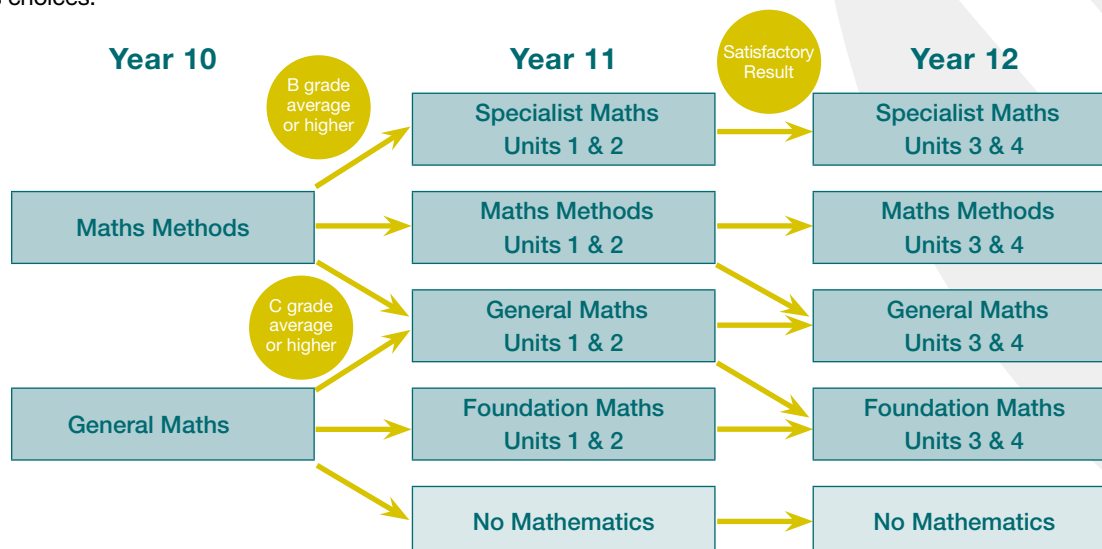 choices.
Year 10
Year 11
Year 12
B grade
average
or higher
Satisfactory
Result
Specialist Maths
Units 1 & 2
Specialist Maths
Units 3 & 4
Maths Methods
Maths Methods
Units 1 & 2
Maths Methods
Units 3 & 4
C grade
average
or higher
General Maths
Units 1 & 2
General Maths
Units 3 & 4
General Maths
Foundation Maths
Units 1 & 2
Foundation Maths
Units 3 & 4
No Mathematics
No Mathematics